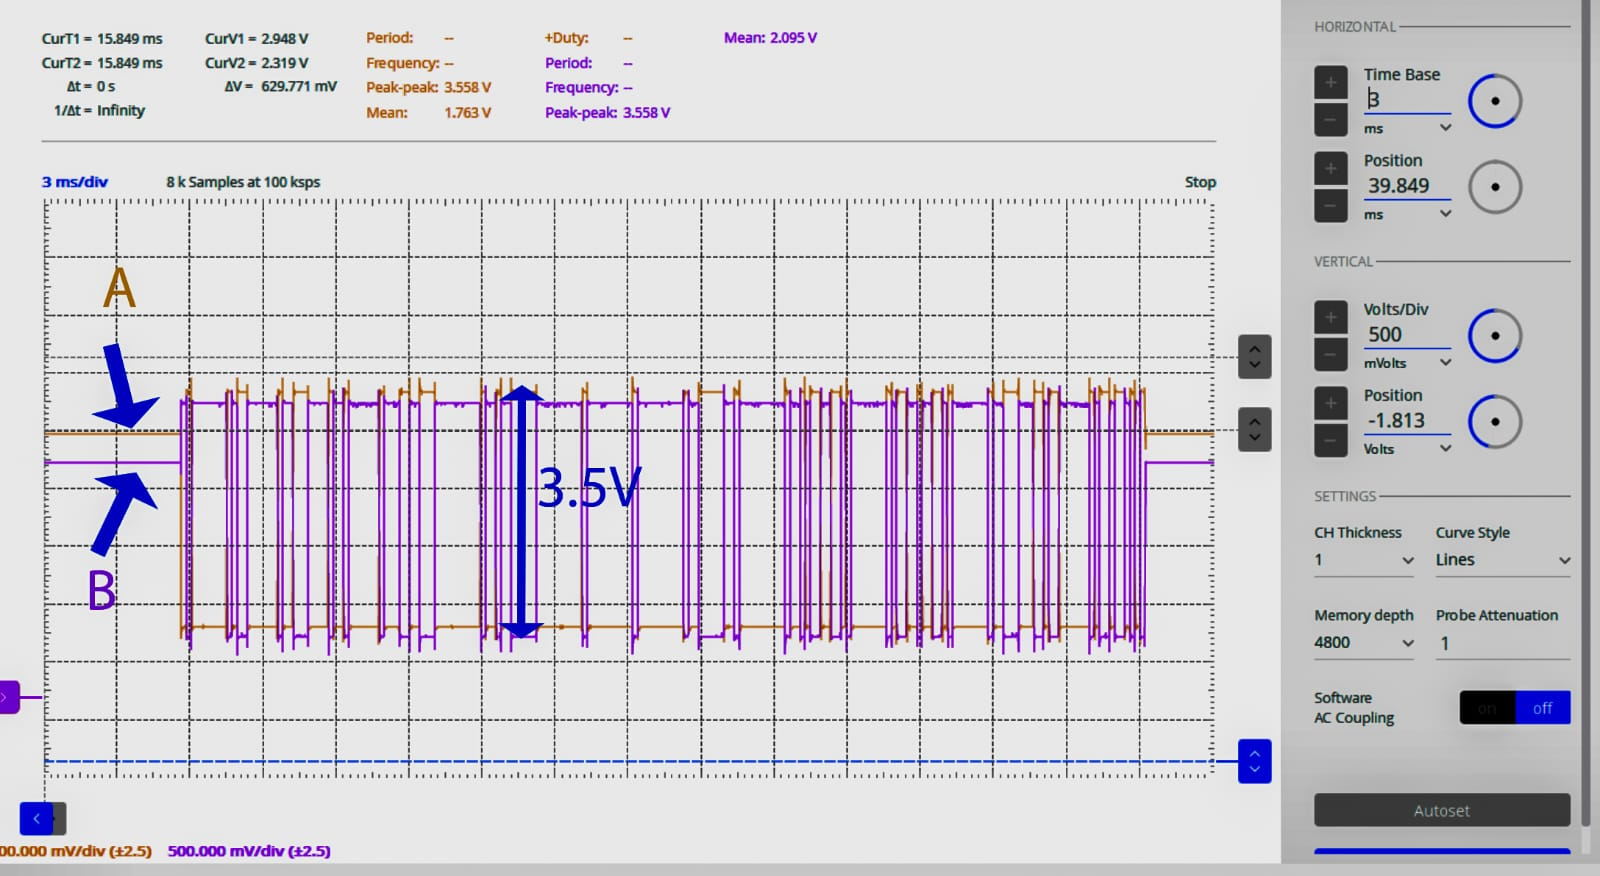 CurT1 = 15.849 ms CurV1 = 2.948 V Period: -- +Duty: -- Mean: 2.095 V
CurT2 = 15.849 ms CurV2 = 2.319 V Frequency: -- Period: --
Δt = 0 s ΔV = 629.771 mV Peak-peak: 3.558 V Frequency: --
1/Δt = Infinity Mean: 1.763 V Peak-peak: 3.558 V
3 ms/div 8 k Samples at 100 ksps Stop
A
3.5V
B
00.000 mV/div (±2.5) 500.000 mV/div (±2.5)
HORIZONTAL
Time Base
3
ms
Position
39.849
ms
VERTICAL
Volts/Div
500
mVolts
Position
-1.813
Volts
SETTINGS
CH Thickness Curve Style
1 Lines
Memory depth Probe Attenuation
4800 1
Software
AC Coupling
on off
Autoset